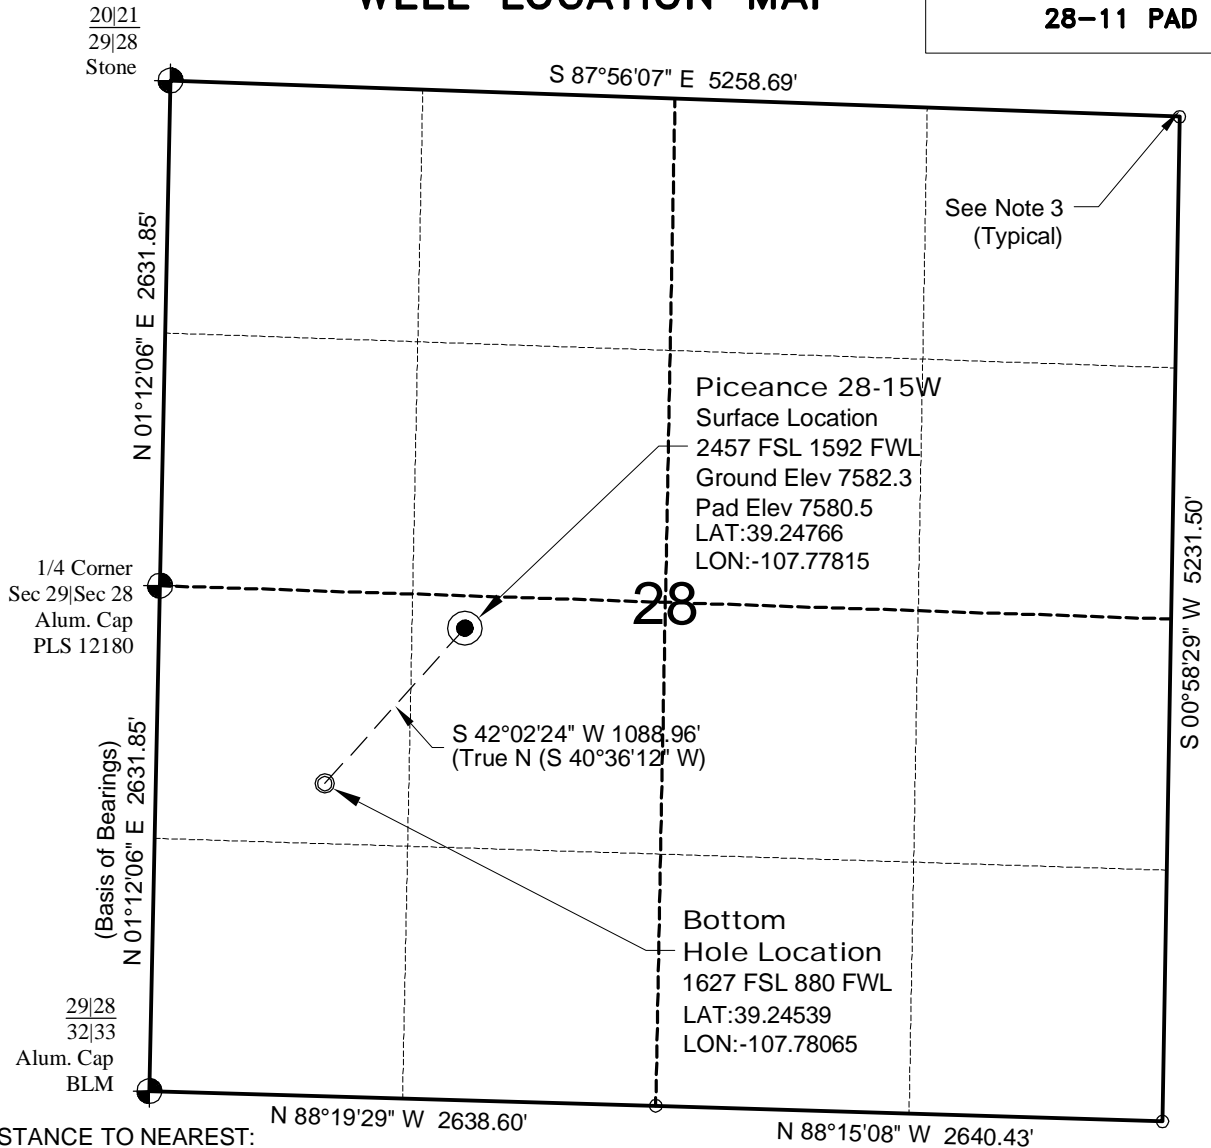 WELL LOCATION MAP
28-11 PAD
20|21
29|28
Stone
S 87°56'07" E 5258.69'
See Note 3
(Typical)
N 01°12'06" E 2631.85'
Piceance 28-15W
Surface Location
2457 FSL 1592 FWL
Ground Elev 7582.3
Pad Elev 7580.5
LAT:39.24766
LON:-107.77815
1/4 Corner
Sec 29|Sec 28
Alum. Cap
PLS 12180
28
S 00°58'29" W 5231.50'
S 42°02'24" W 1088.96'
(True N (S 40°36'12" W)
(Basis of Bearings)
N 01°12'06" E 2631.85'
Bottom
Hole Location
1627 FSL 880 FWL
LAT:39.24539
LON:-107.78065
29|28
32|33
Alum. Cap
BLM
N 88°19'29" W 2638.60'
N 88°15'08" W 2640.43'
STANCE TO NEAREST: